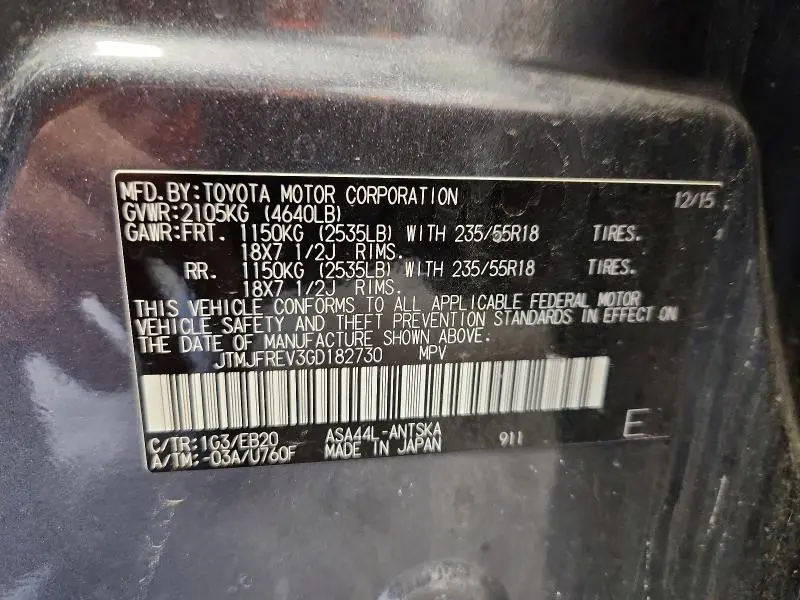 MFD.BY:TOYOTA MOTOR CORPORATION 12/15
GVWR:2105KG (4640LB)
GAWR:FRT. 1150KG (2535LB) WITH 235/55R18 TIRES.
18X7 1/2J RIMS.
RR. 1150KG (2535LB) WITH 235/55R18 TIRES.
18X7 1/2J RIMS.
THIS VEHICLE CONFORMS TO ALL APPLICABLE FEDERAL MOTOR
VEHICLE SAFETY AND THEFT PREVENTION STANDARDS IN EFFECT ON
THE DATE OF MANUFACTURE SHOWN ABOVE.
JTMJFREV3GD182730 MPV
C/TR:1G3/EB20 ASA44L-ANTSKA 911 E
A/TM:-03A/U760F MADE IN JAPAN